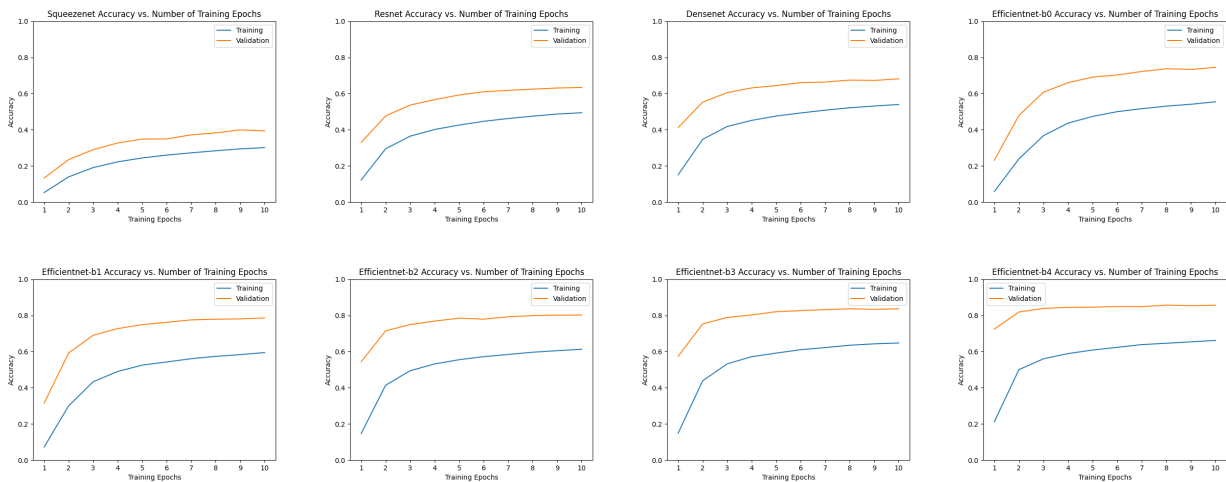 Squeezenet Accuracy vs. Number of Training Epochs
1.0
0.8
0.6
0.4
0.2
0.0
Accuracy
Training
Validation
1 2 3 4 5 6 7 8 9 10
Training Epochs
Resnet Accuracy vs. Number of Training Epochs
1.0
0.8
0.6
0.4
0.2
0.0
Accuracy
Training
Validation
1 2 3 4 5 6 7 8 9 10
Training Epochs
Densenet Accuracy vs. Number of Training Epochs
1.0
0.8
0.6
0.4
0.2
0.0
Accuracy
Training
Validation
1 2 3 4 5 6 7 8 9 10
Training Epochs
Efficientnet-b0 Accuracy vs. Number of Training Epochs
1.0
0.8
0.6
0.4
0.2
0.0
Accuracy
Training
Validation
1 2 3 4 5 6 7 8 9 10
Training Epochs
Efficientnet-b1 Accuracy vs. Number of Training Epochs
1.0
0.8
0.6
0.4
0.2
0.0
Accuracy
Training
Validation
1 2 3 4 5 6 7 8 9 10
Training Epochs
Efficientnet-b2 Accuracy vs. Number of Training Epochs
1.0
0.8
0.6
0.4
0.2
0.0
Accuracy
Training
Validation
1 2 3 4 5 6 7 8 9 10
Training Epochs
Efficientnet-b3 Accuracy vs. Number of Training Epochs
1.0
0.8
0.6
0.4
0.2
0.0
Accuracy
Training
Validation
1 2 3 4 5 6 7 8 9 10
Training Epochs
Efficientnet-b4 Accuracy vs. Number of Training Epochs
1.0
0.8
0.6
0.4
0.2
0.0
Accuracy
Training
Validation
1 2 3 4 5 6 7 8 9 10
Training Epochs